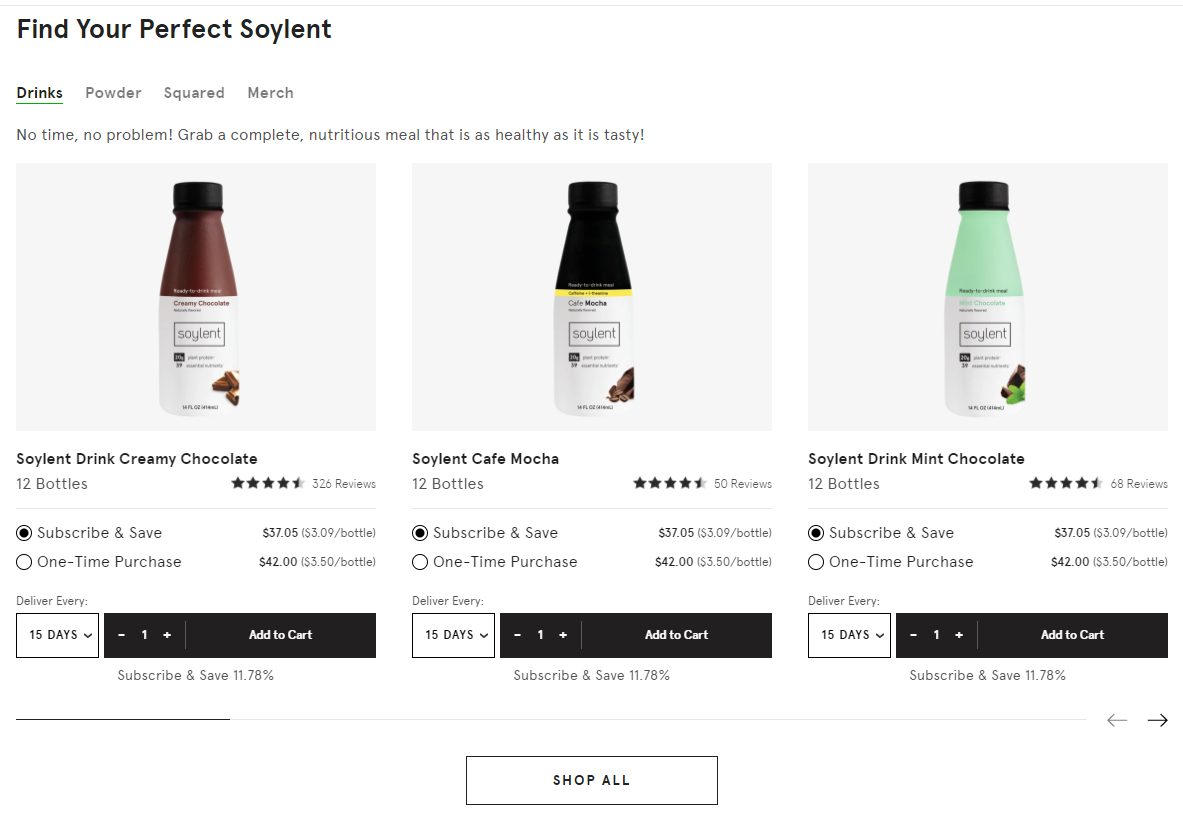 Find Your Perfect Soylent
Drinks Powder Squared Merch
No time, no problem! Grab a complete, nutritious meal that is as healthy as it is tasty!
Ready-to-drink meal
Creamy Chocolate
Naturally flavored
soylent
20g plant protein
39 essential nutrients
14 FL OZ (414mL)
Ready-to-drink meal
Caffeine + L-theanine
Cafe Mocha
Naturally flavored
soylent
20g plant protein
39 essential nutrients
14 FL OZ (414mL)
Ready-to-drink meal
Mint Chocolate
Naturally flavored
soylent
20g plant protein
39 essential nutrients
14 FL OZ (414mL)
Soylent Drink Creamy Chocolate
12 Bottles 326 Reviews
Subscribe & Save $37.05 ($3.09/bottle)
One-Time Purchase $42.00 ($3.50/bottle)
Deliver Every:
15 DAYS - 1 + Add to Cart
Subscribe & Save 11.78%
Soylent Cafe Mocha
12 Bottles 50 Reviews
Subscribe & Save $37.05 ($3.09/bottle)
One-Time Purchase $42.00 ($3.50/bottle)
Deliver Every:
15 DAYS - 1 + Add to Cart
Subscribe & Save 11.78%
Soylent Drink Mint Chocolate
12 Bottles 68 Reviews
Subscribe & Save $37.05 ($3.09/bottle)
One-Time Purchase $42.00 ($3.50/bottle)
Deliver Every:
15 DAYS - 1 + Add to Cart
Subscribe & Save 11.78%
SHOP ALL